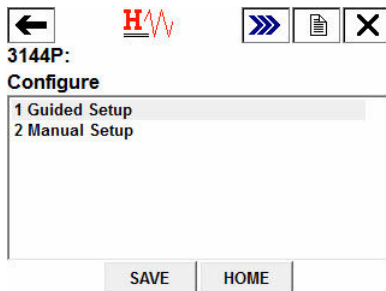 H
3144P:
Configure
1 Guided Setup
2 Manual Setup
SAVE HOME